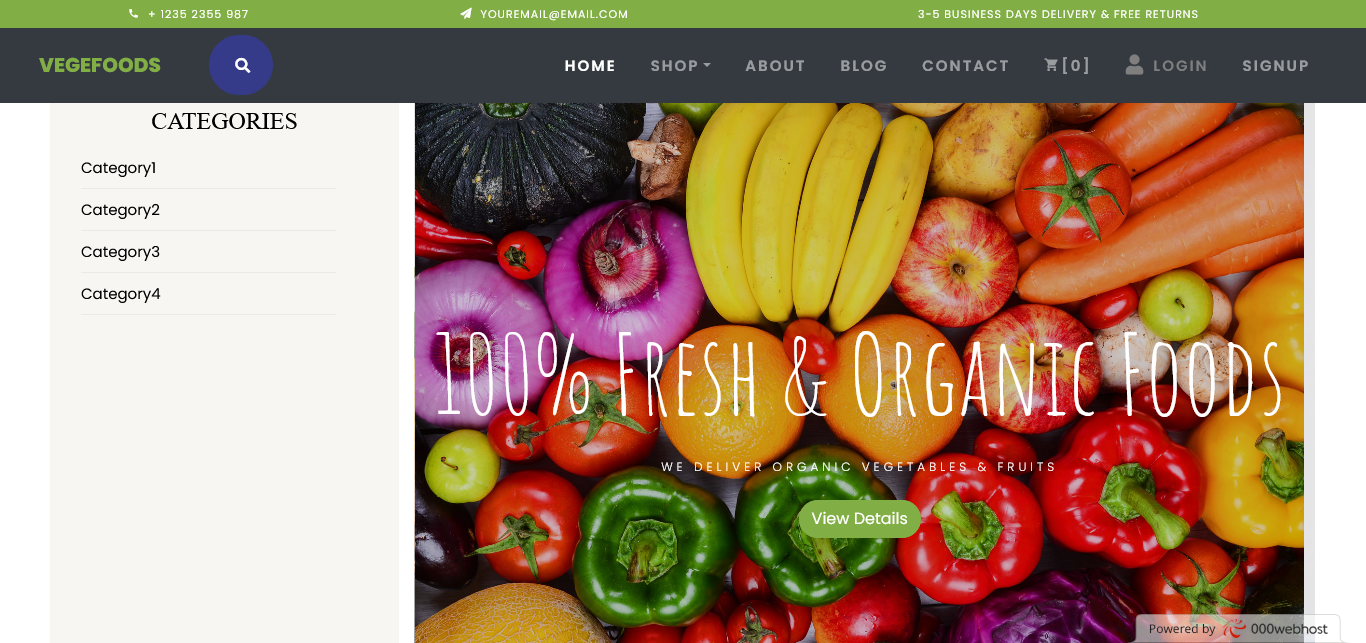 + 1235 2355 987
YOUREMAIL@EMAIL.COM
3-5 BUSINESS DAYS DELIVERY & FREE RETURNS
VEGEFOODS
HOME
SHOP
ABOUT
BLOG
CONTACT
[0]
LOGIN
SIGNUP
CATEGORIES
Category1
Category2
Category3
Category4
100% Fresh & Organic Foods
WE DELIVER ORGANIC VEGETABLES & FRUITS
View Details
Powered by 000webhost